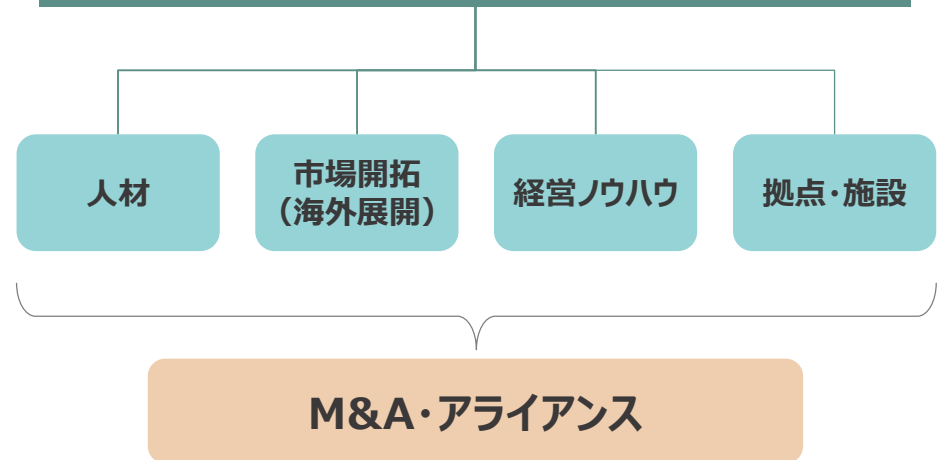 人材
市場開拓
（海外展開）
経営ノウハウ
拠点・施設
M&A・アライアンス